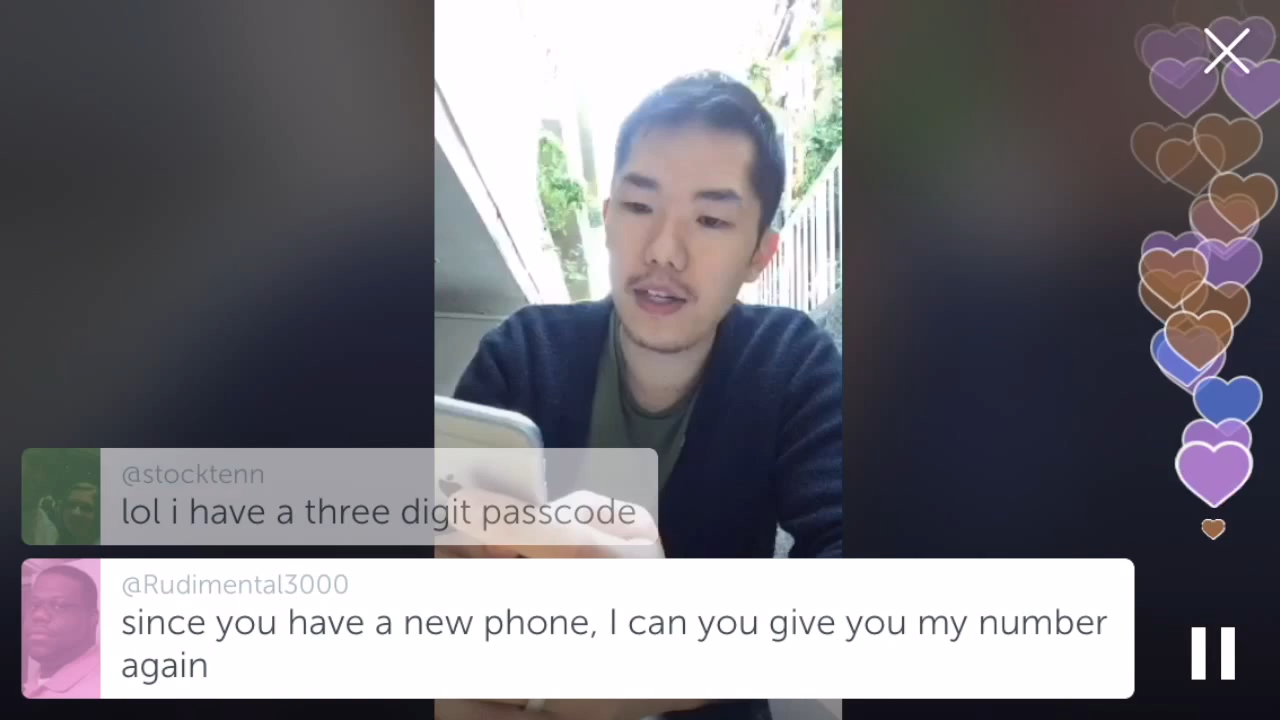 @stocktenn
lol i have a three digit passcode
@Rudimental3000
since you have a new phone, I can you give you my number
again